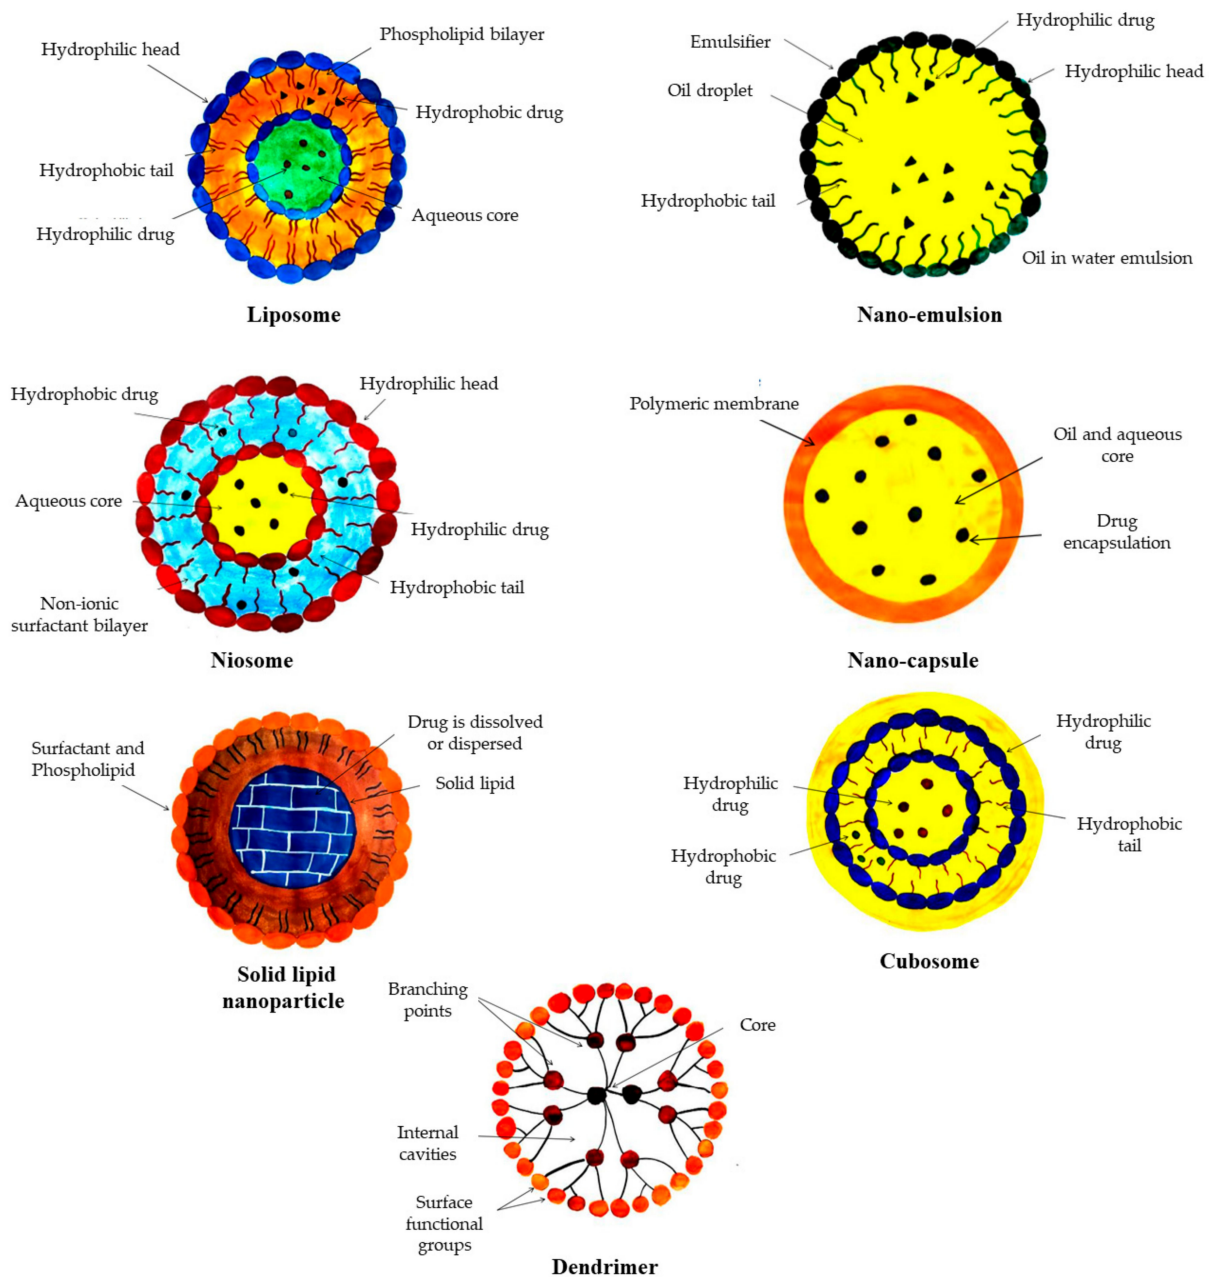 Hydrophilic head
Phospholipid bilayer
Hydrophobic drug
Hydrophobic tail
Hydrophilic drug
Aqueous core
Liposome
Hydrophilic drug
Emulsifier
Hydrophilic head
Oil droplet
Hydrophobic tail
Oil in water emulsion
Nano-emulsion
Hydrophobic drug
Hydrophilic head
Aqueous core
Hydrophilic drug
Hydrophobic tail
Non-ionic
surfactant bilayer
Niosome
Polymeric membrane
Oil and aqueous
core
Drug
encapsulation
Nano-capsule
Surfactant and
Phospholipid
Drug is dissolved
or dispersed
Solid lipid
Solid lipid
nanoparticle
Hydrophilic
drug
Hydrophilic
drug
Hydrophobic
tail
Hydrophobic
drug
Cubosome
Branching
points
Core
Internal
cavities
Surface
functional
groups
Dendrimer